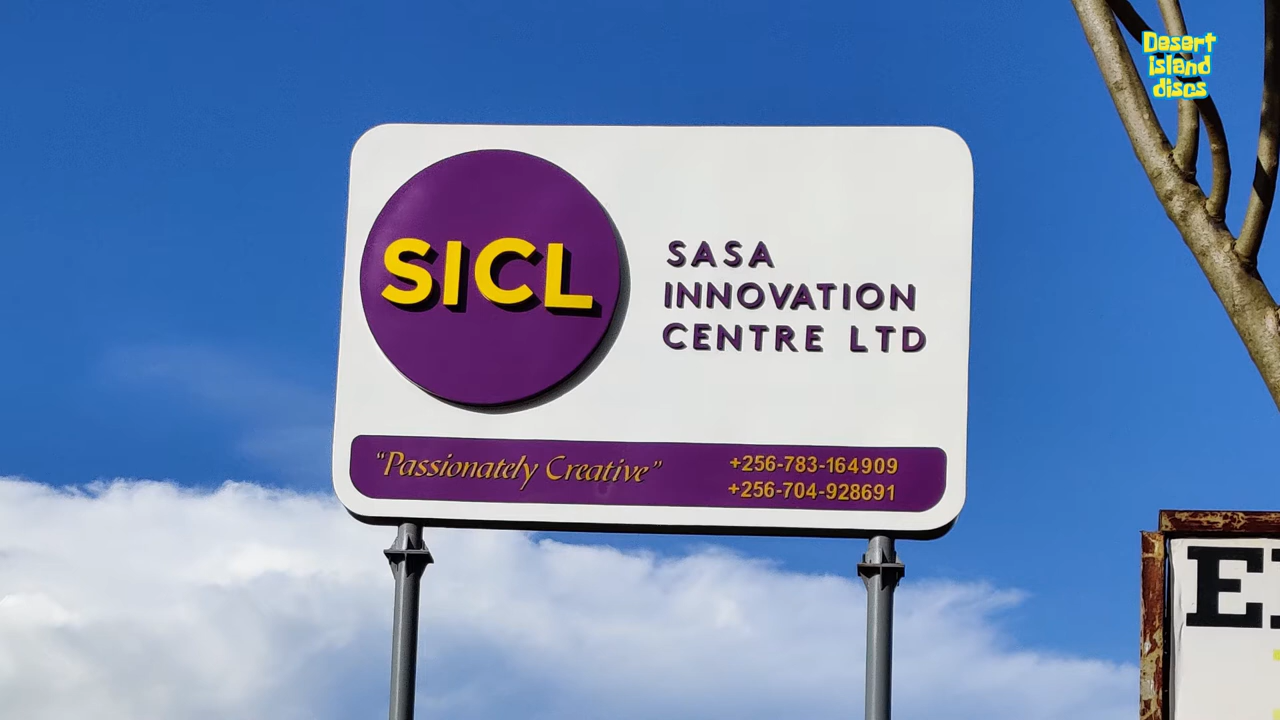 Desert
island
discs
SICL
SASA
INNOVATION
CENTRE LTD
"Passionately Creative"
+256-783-164909
+256-704-928691